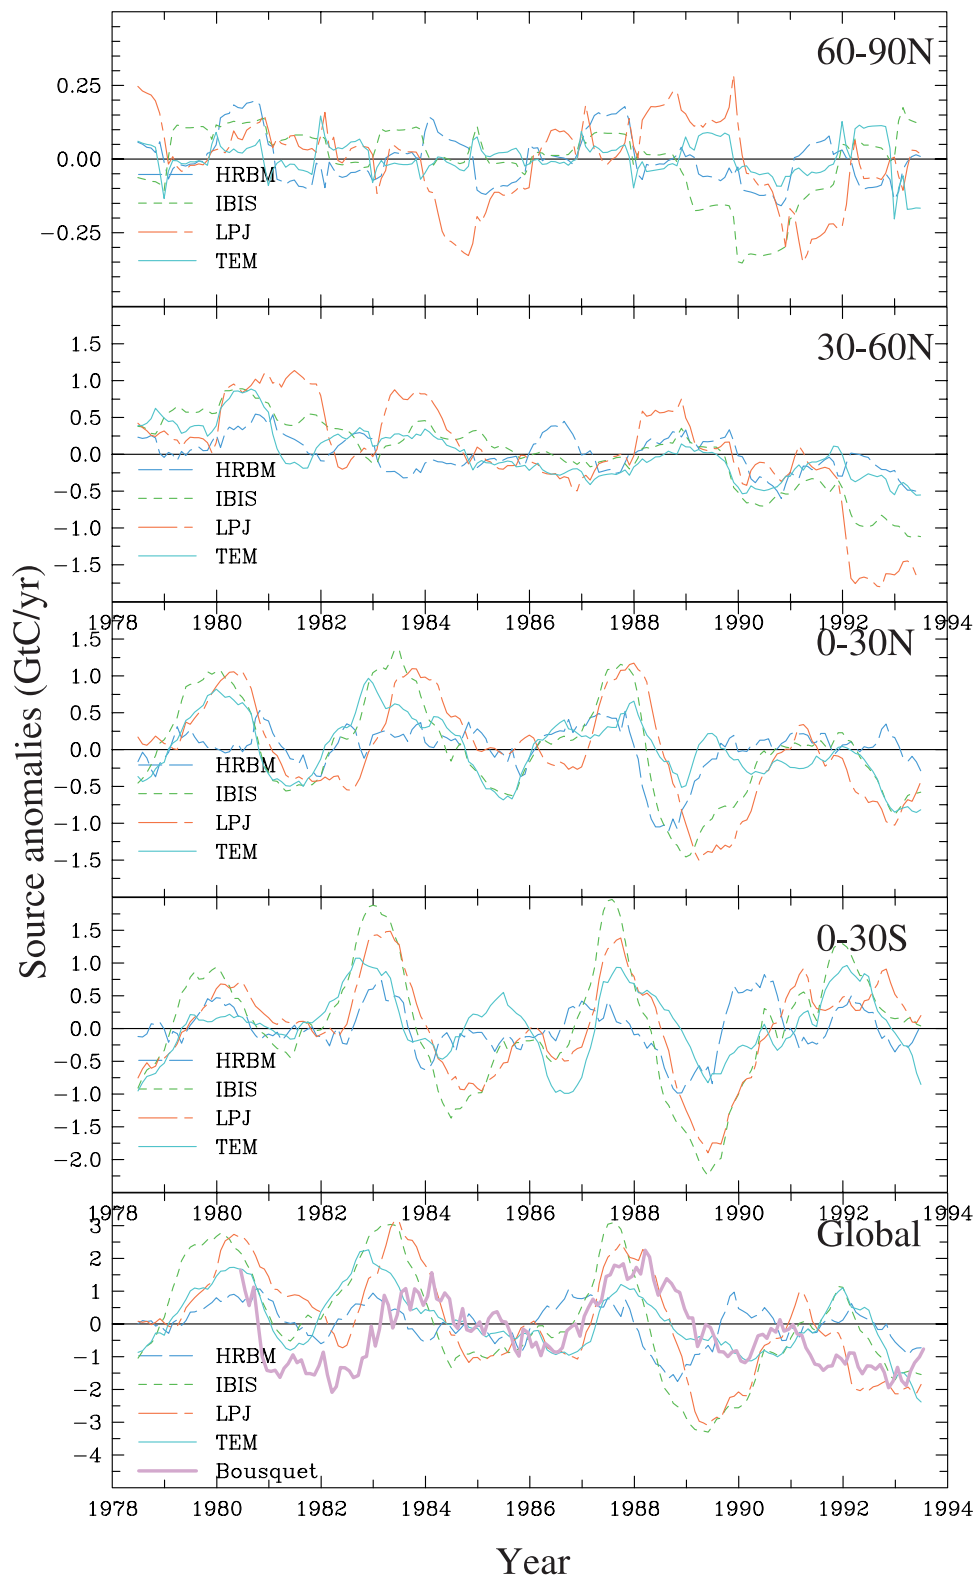 60-90N
0.25
0.00
HRBM
IBIS
-0.25
LPJ
TEM
30-60N
1.5
1.0
0.5
0.0
HRBM
-0.5
IBIS
-1.0
LPJ
TEM
-1.5
1978 1980 1982 1984 1986 1988 1990 1992 1994
0-30N
1.5
1.0
0.5
0.0
HRBM
-0.5
IBIS
-1.0
LPJ
TEM
-1.5
Source anomalies (GtC/yr)
0-30S
1.5
1.0
0.5
0.0
-0.5
HRBM
-1.0
IBIS
LPJ
-1.5
TEM
-2.0
1978 1980 1982 1984 1986 1988 1990 1992 1994
Global
3
2
1
0
-1
HRBM
-2
IBIS
LPJ
-3
TEM
-4
Bousquet
1978 1980 1982 1984 1986 1988 1990 1992 1994
Year